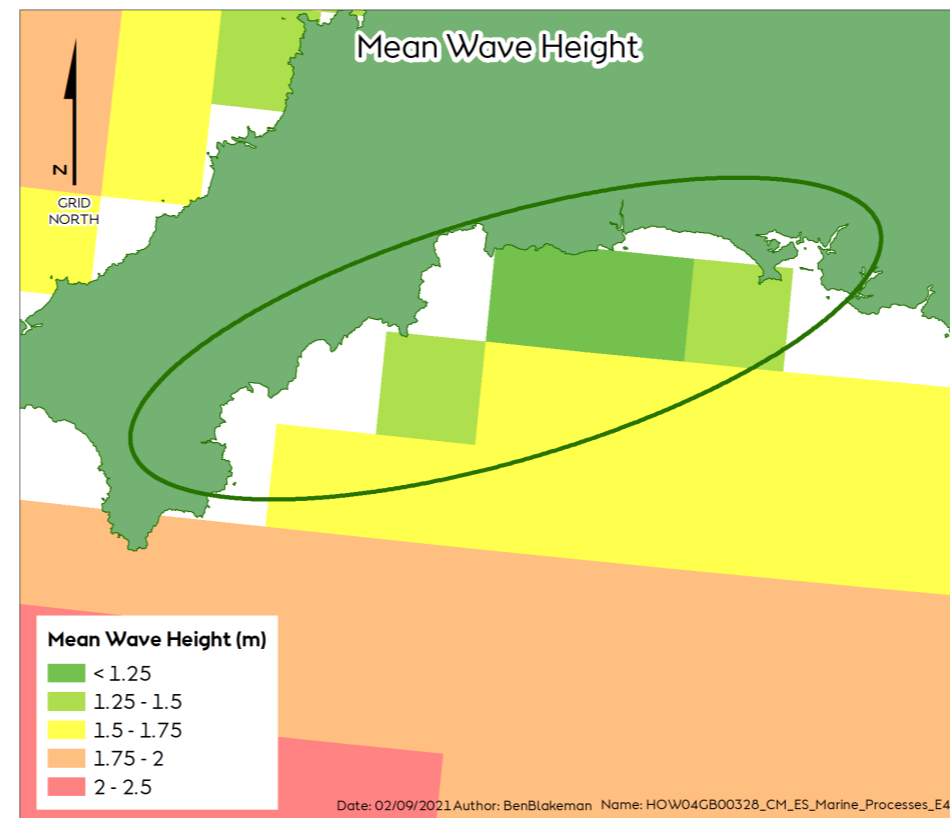 Mean Wave Height
N
GRID
NORTH
Mean Wave Height (m)
< 1.25
1.25 - 1.5
1.5 - 1.75
1.75 - 2
2 - 2.5
Date: 02/09/2021 Author: BenBlakeman Name: HOW04GB00328_CM_ES_Marine_Processes_E4